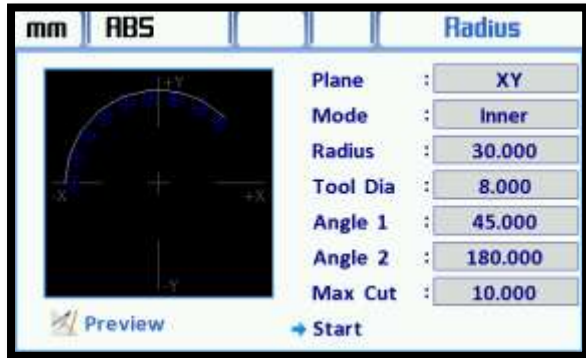 mm ABS Radius
+Y
-X +X
-Y
Preview
Plane : XY
Mode : Inner
Radius : 30.000
Tool Dia : 8.000
Angle 1 : 45.000
Angle 2 : 180.000
Max Cut : 10.000
Start